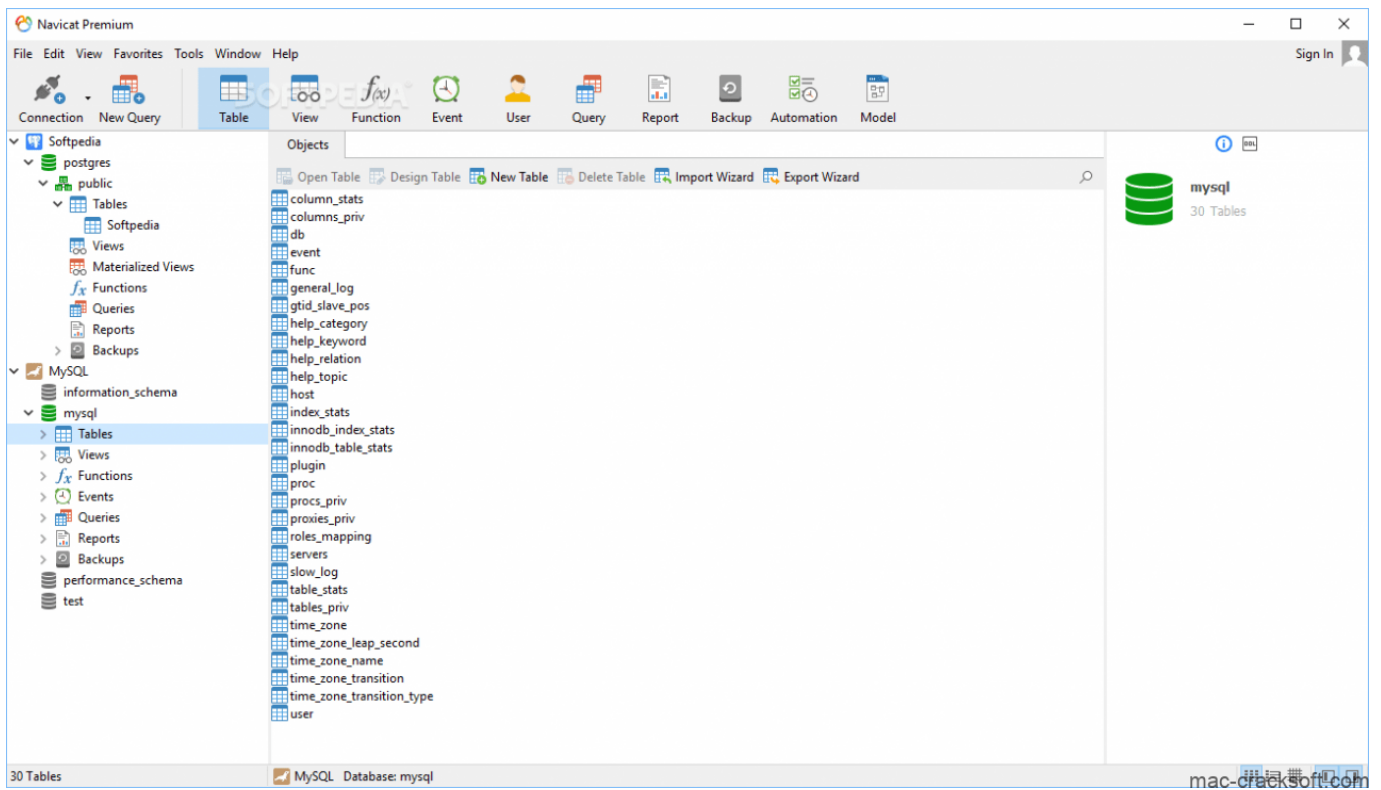 Navicat Premium
File Edit View Favorites Tools Window Help Sign In
SOFTPEDIA
Connection New Query Table View Function Event User Query Report Backup Automation Model
Softpedia
postgres
public
Tables
Softpedia
Views
Materialized Views
fx Functions
Queries
Reports
Backups
MySQL
information_schema
mysql
Tables
Views
fx Functions
Events
Queries
Reports
Backups
performance_schema
test
Objects
Open Table Design Table New Table Delete Table Import Wizard Export Wizard
column_stats
columns_priv
db
event
func
general_log
gtid_slave_pos
help_category
help_keyword
help_relation
help_topic
host
index_stats
innodb_index_stats
innodb_table_stats
plugin
proc
procs_priv
proxies_priv
roles_mapping
servers
slow_log
table_stats
tables_priv
time_zone
time_zone_leap_second
time_zone_name
time_zone_transition
time_zone_transition_type
user
DDL
mysql
30 Tables
30 Tables MySQL Database: mysql
mac-cracksoft.com